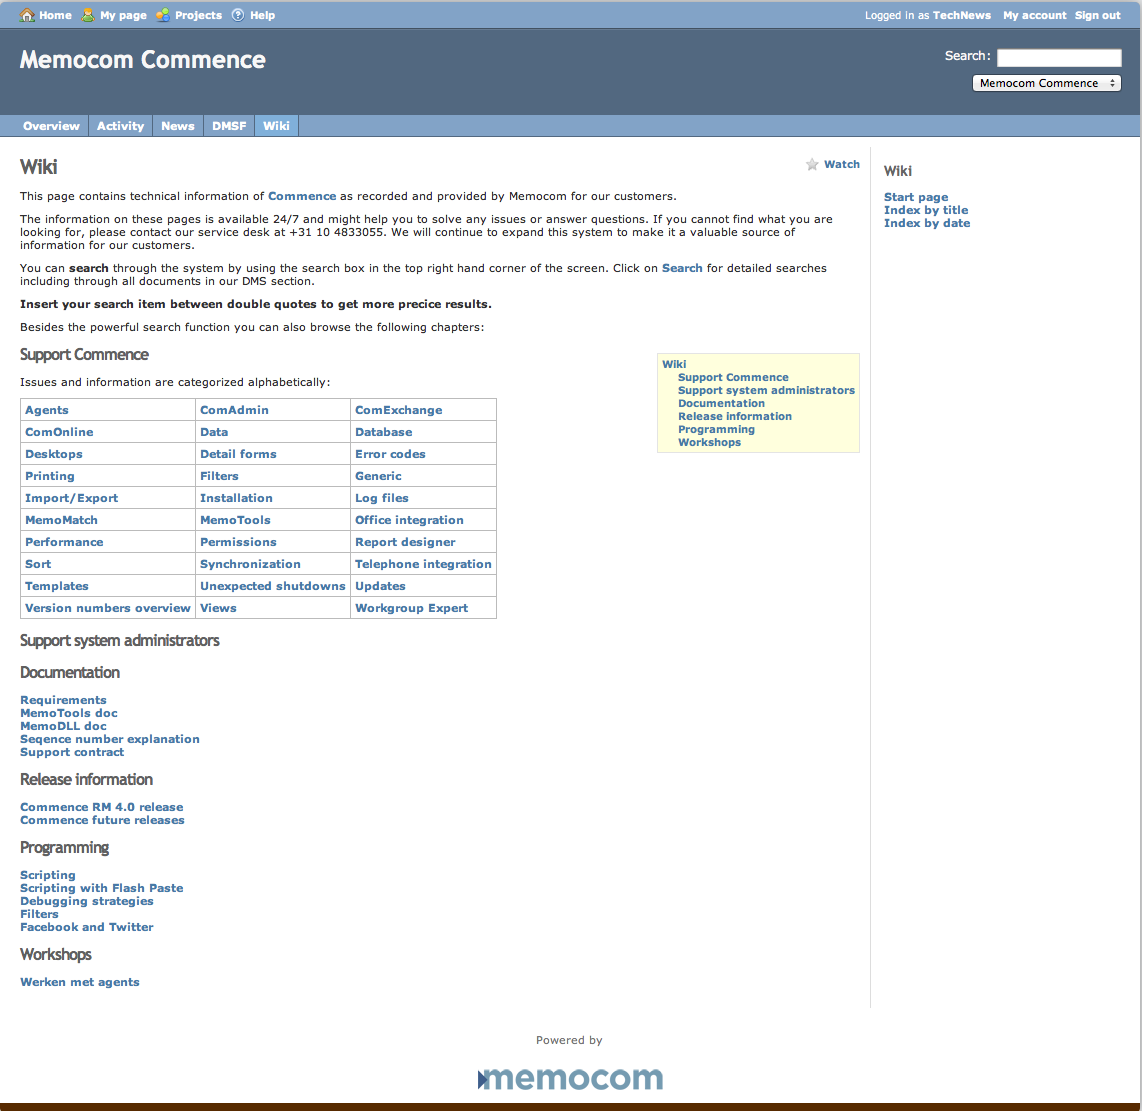 Home My page Projects Help Logged in as TechNews My account Sign out
Memocom Commence
Search:
Memocom Commence
Overview Activity News DMSF Wiki
Wiki
Watch
This page contains technical information of Commence as recorded and provided by Memocom for our customers.
The information on these pages is available 24/7 and might help you to solve any issues or answer questions. If you cannot find what you are
looking for, please contact our service desk at +31 10 4833055. We will continue to expand this system to make it a valuable source of
information for our customers.
You can search through the system by using the search box in the top right hand corner of the screen. Click on Search for detailed searches
including through all documents in our DMS section.
Insert your search item between double quotes to get more precice results.
Besides the powerful search function you can also browse the following chapters:
Support Commence
Issues and information are categorized alphabetically:
Agents ComAdmin ComExchange
ComOnline Data Database
Desktops Detail forms Error codes
Printing Filters Generic
Import/Export Installation Log files
MemoMatch MemoTools Office integration
Performance Permissions Report designer
Sort Synchronization Telephone integration
Templates Unexpected shutdowns Updates
Version numbers overview Views Workgroup Expert
Wiki
Support Commence
Support system administrators
Documentation
Release information
Programming
Workshops
Support system administrators
Documentation
Requirements
MemoTools doc
MemoDLL doc
Seqence number explanation
Support contract
Release information
Commence RM 4.0 release
Commence future releases
Programming
Scripting
Scripting with Flash Paste
Debugging strategies
Filters
Facebook and Twitter
Workshops
Werken met agents
Wiki
Start page
Index by title
Index by date
Powered by
memocom